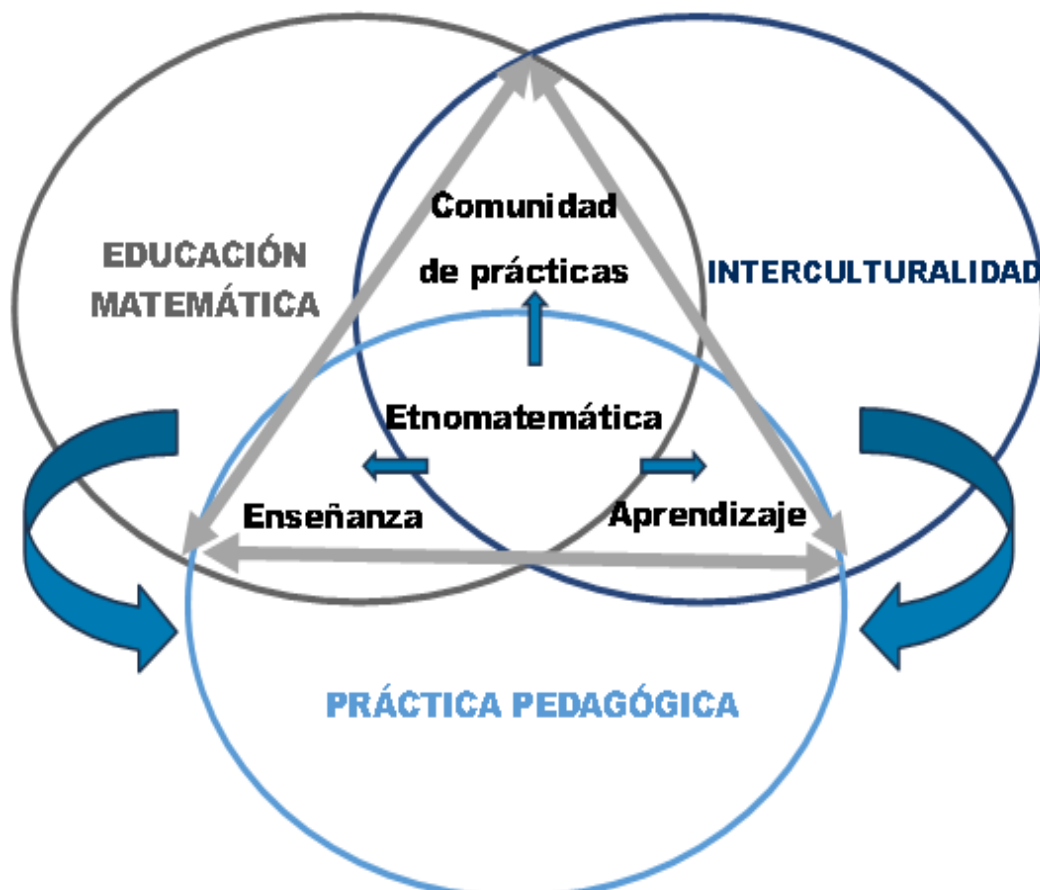 Comunidad
de prácticas
EDUCACIÓN
MATEMÁTICA
INTERCULTURALIDAD
Etnomatemática
Enseñanza
Aprendizaje
PRÁCTICA PEDAGÓGICA